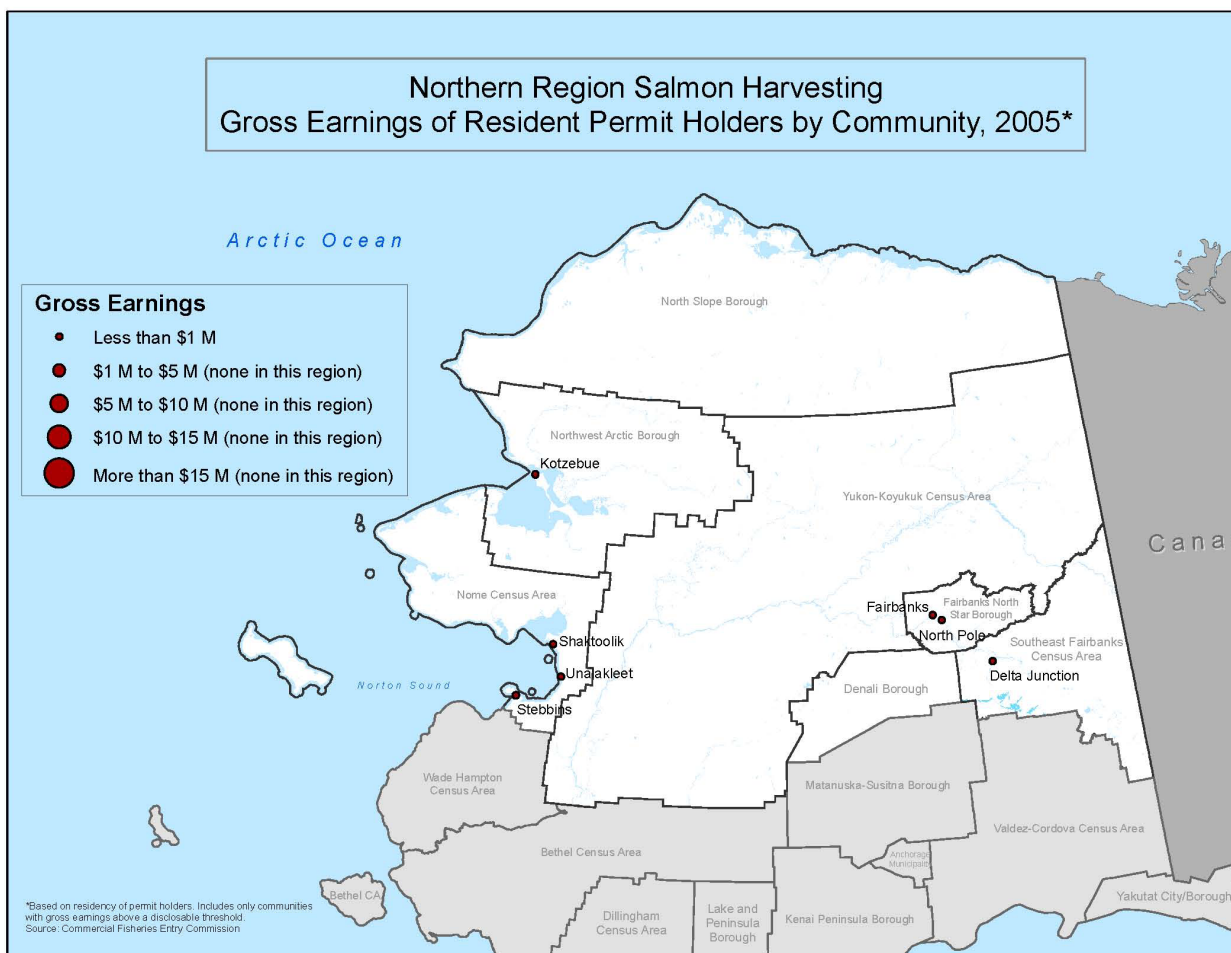 Northern Region Salmon Harvesting
Gross Earnings of Resident Permit Holders by Community, 2005*
Arctic Ocean
Gross Earnings
Less than $1 M
$1 M to $5 M (none in this region)
$5 M to $10 M (none in this region)
$10 M to $15 M (none in this region)
More than $15 M (none in this region)
North Slope Borough
Northwest Arctic Borough
Kotzebue
Yukon-Koyukuk Census Area
Cana
Nome Census Area
Fairbanks
Fairbanks North
Star Borough
North Pole
Shaktoolik
Southeast Fairbanks
Census Area
Unalakleet
Delta Junction
Norton Sound
Stebbins
Denali Borough
Wade Hampton
Census Area
Matanuska-Susitna Borough
Valdez-Cordova Census Area
Bethel Census Area
Anchorage
Municipality
Bethel CA
Yakutat City/Borough
Dillingham
Census Area
Lake and
Peninsula
Borough
Kenai Peninsula Borough
*Based on residency of permit holders. Includes only communities
with gross earnings above a disclosable threshold.
Source: Commercial Fisheries Entry Commission